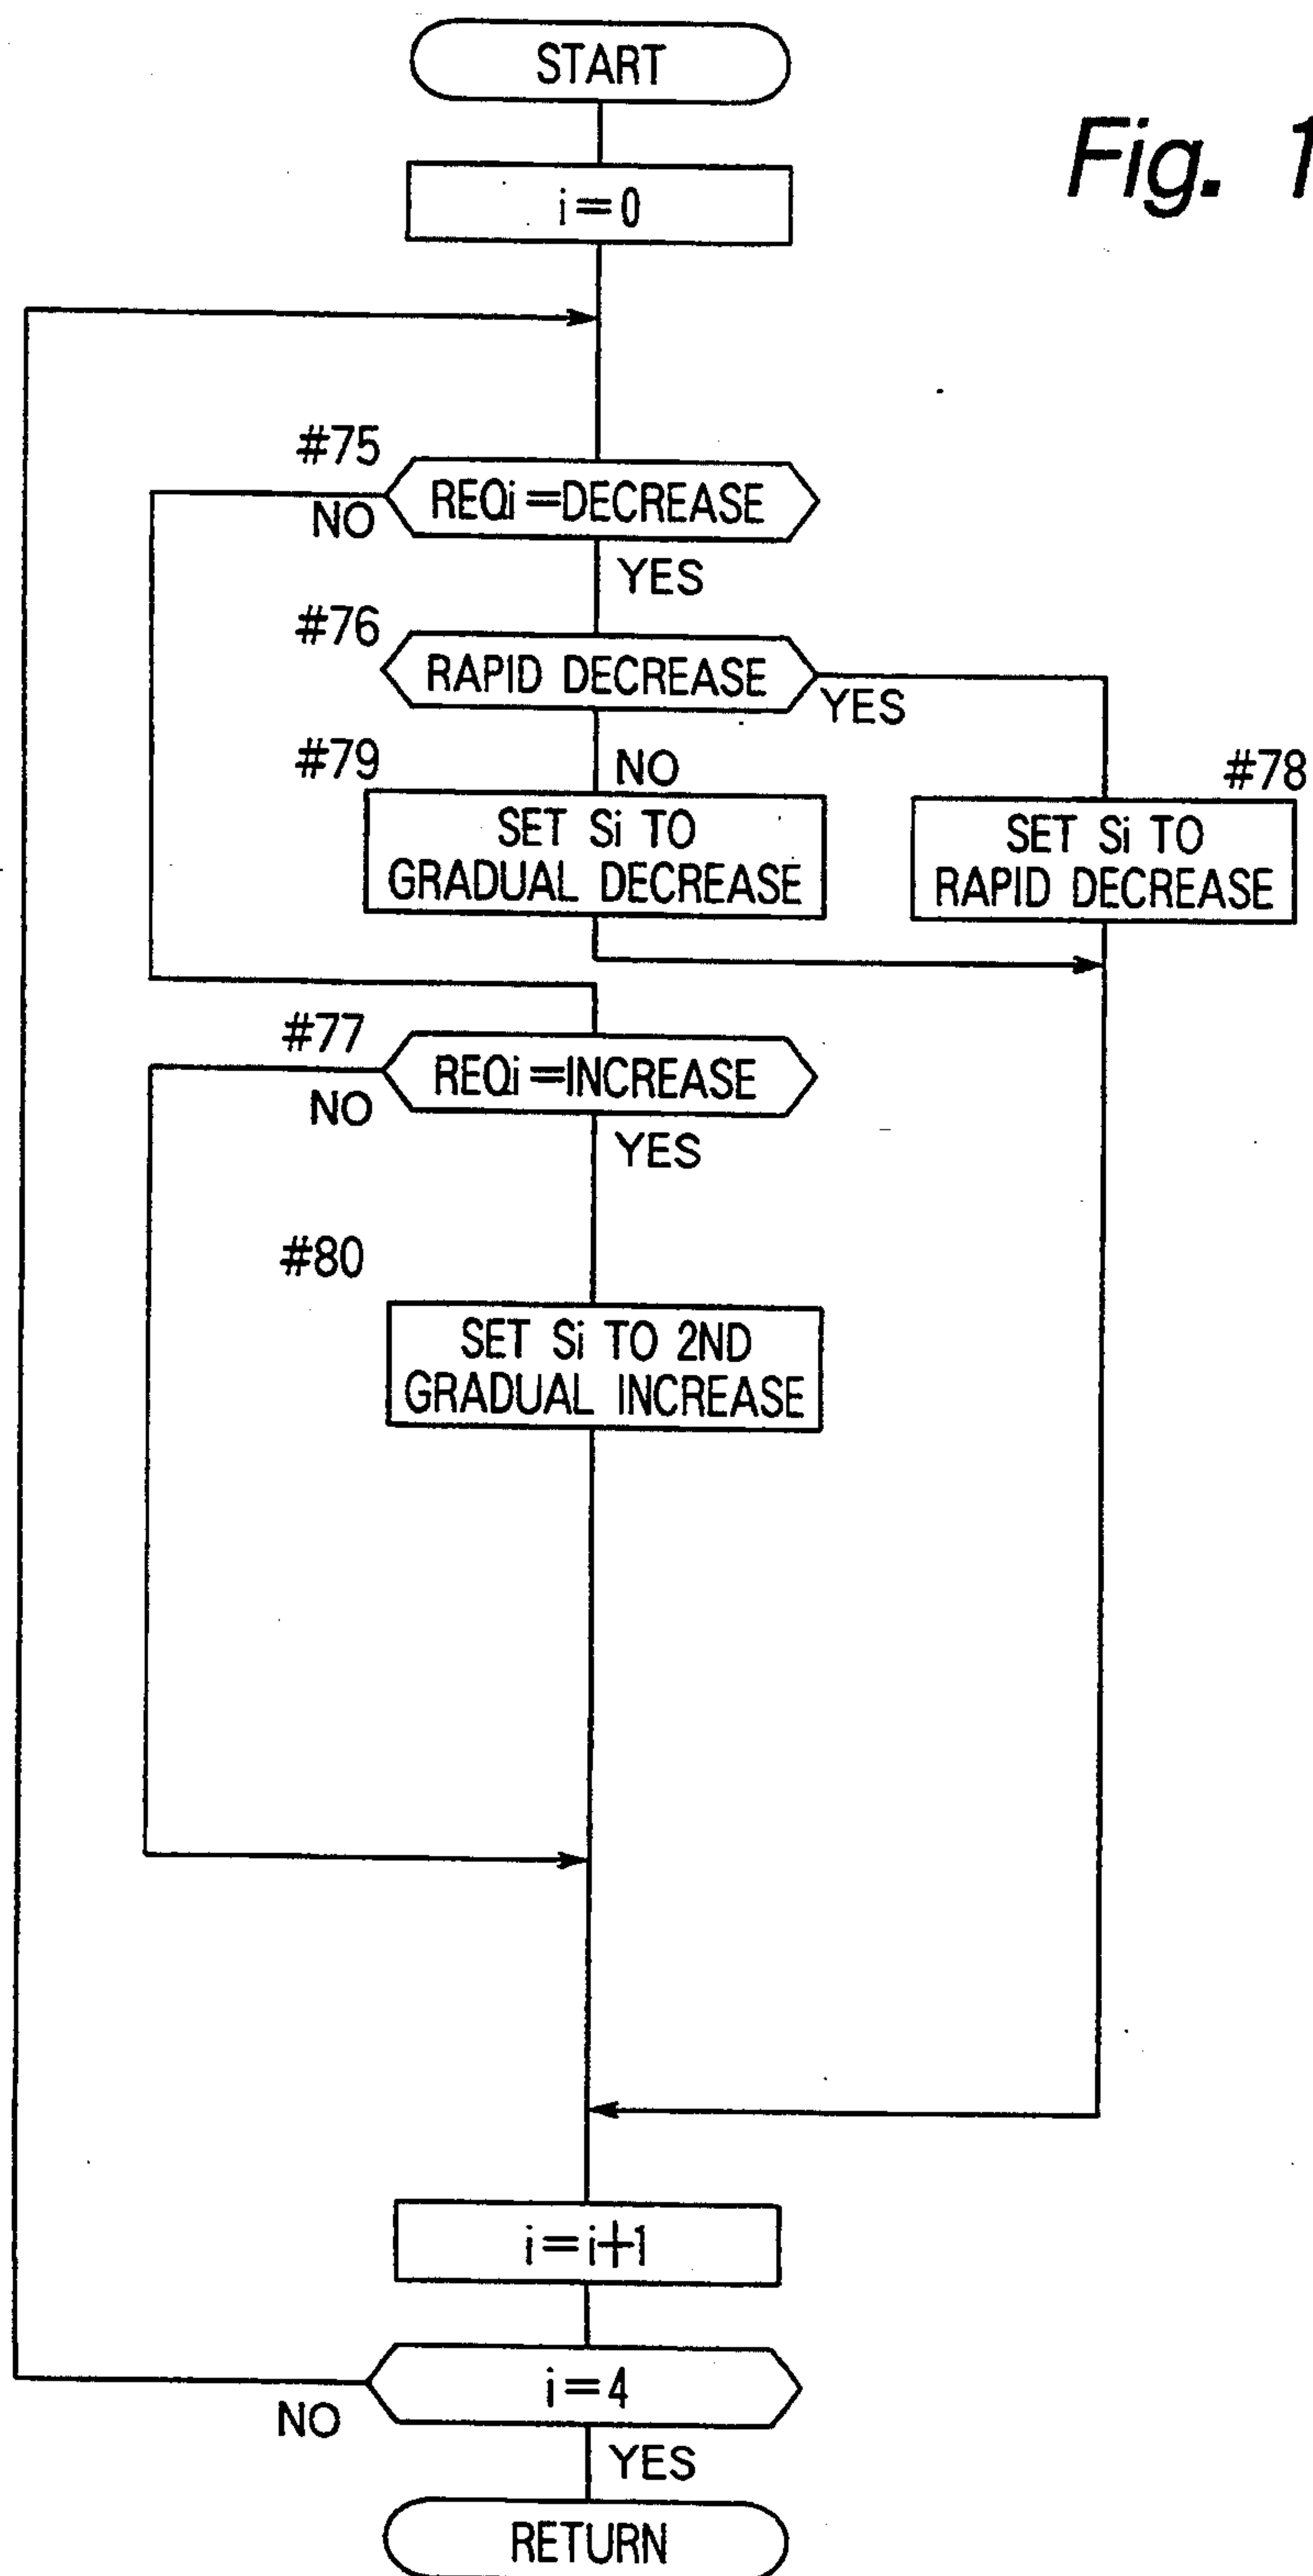 START
Fig. 1
i=0
#75
REQi=DECREASE
NO
YES
#76
RAPID DECREASE
YES
#79
NO
#78
SET Si TO
GRADUAL DECREASE
SET Si TO
RAPID DECREASE
#77
REQi=INCREASE
NO
YES
#80
SET Si TO 2ND
GRADUAL INCREASE
i=i+1
i=4
NO
YES
RETURN